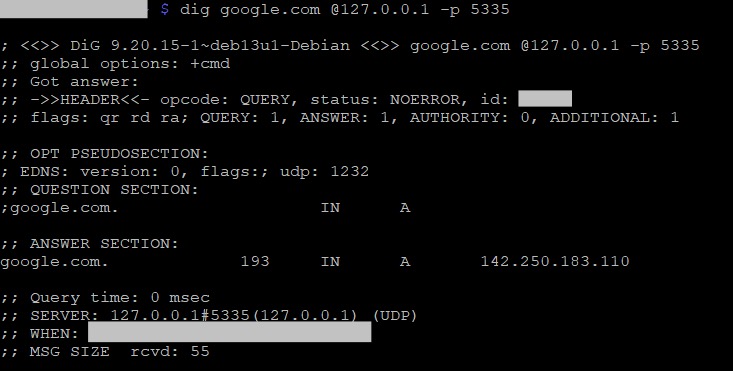 $ dig google.com @127.0.0.1 -p 5335
; <<>> DiG 9.20.15-1~deb13u1-Debian <<>> google.com @127.0.0.1 -p 5335
;; global options: +cmd
;; Got answer:
;; ->>HEADER<<- opcode: QUERY, status: NOERROR, id:
;; flags: qr rd ra; QUERY: 1, ANSWER: 1, AUTHORITY: 0, ADDITIONAL: 1
;; OPT PSEUDOSECTION:
; EDNS: version: 0, flags:; udp: 1232
;; QUESTION SECTION:
;google.com. IN A
;; ANSWER SECTION:
google.com. 193 IN A 142.250.183.110
;; Query time: 0 msec
;; SERVER: 127.0.0.1#5335(127.0.0.1) (UDP)
;; WHEN:
;; MSG SIZE rcvd: 55